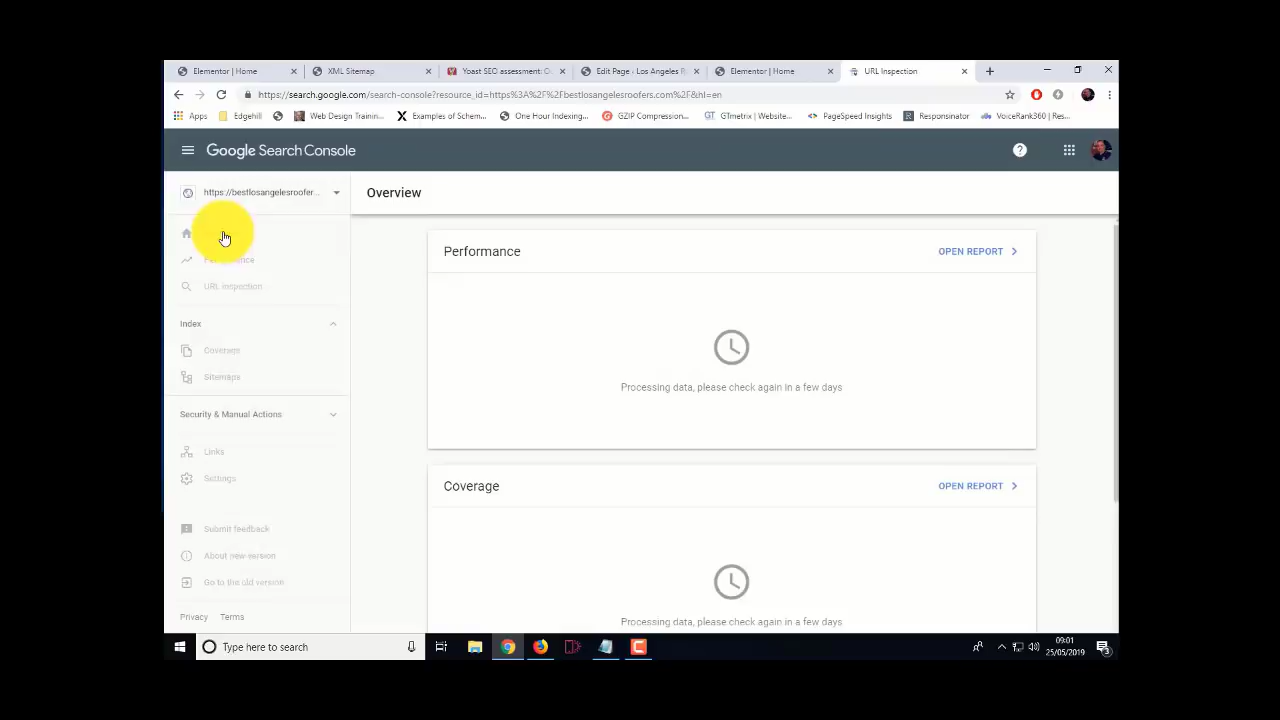 Elementor | Home
XML Sitemap
Yoast SEO assessment: O
Edit Page ‹ Los Angeles R
Elementor | Home
URL Inspection
https://search.google.com/search-console?resource_id=https%3A%2F%2Fbestlosangelesroofers.com%2F&hl=en
Apps
Edgehill
Web Design Training...
Examples of Schem...
One Hour Indexing...
GZIP Compression...
GTmetrix | Website...
PageSpeed Insights
Responsinator
VoiceRank360 | Res...
Google Search Console
https://bestlosangelesroofer...
Overview
Performance
URL inspection
Index
Coverage
Sitemaps
Security & Manual Actions
Links
Settings
Submit feedback
About new version
Go to the old version
Privacy
Terms
Performance
OPEN REPORT
Processing data, please check again in a few days
Coverage
OPEN REPORT
Processing data, please check again in a few days
Type here to search
09:01
25/05/2019
3